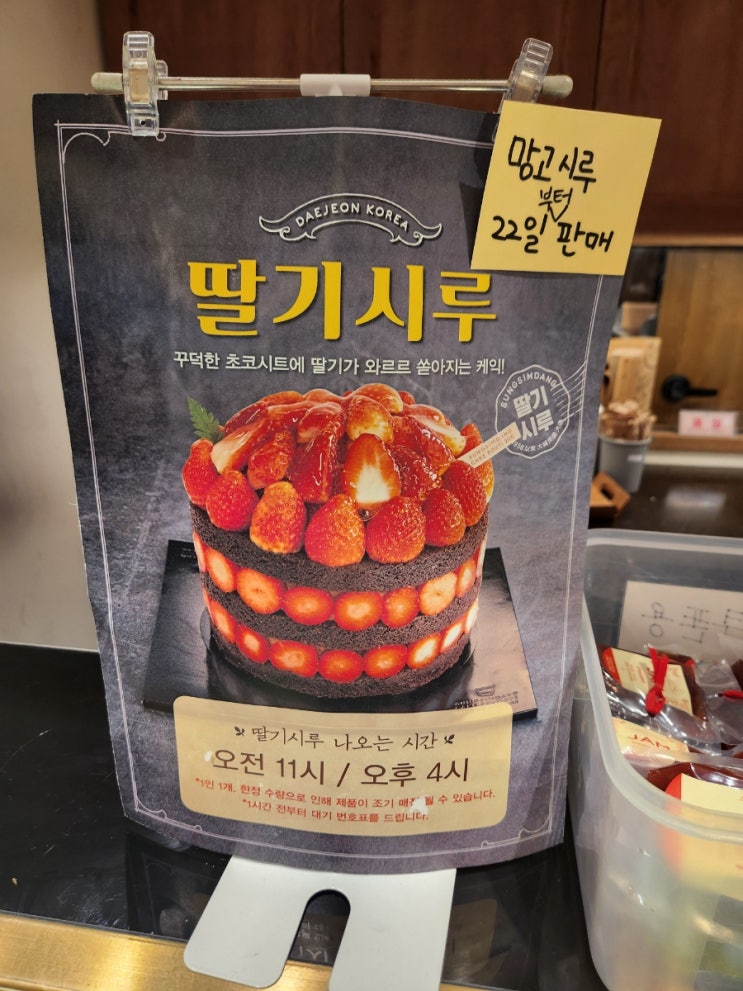 DAEJEON KOREA
망고시루
22일부터 판매
딸기시루
꾸덕한 초코시트에 딸기가 와르르 쏟아지는 케익!
SUNGSIMDANG
딸기
시루
딸기시루 나오는 시간
오전 11시 / 오후 4시
*1인 1개, 한정 수량으로 인해 제품이 조기 매진될 수 있습니다.
*1시간 전부터 대기 번호표를 드립니다.
JAM